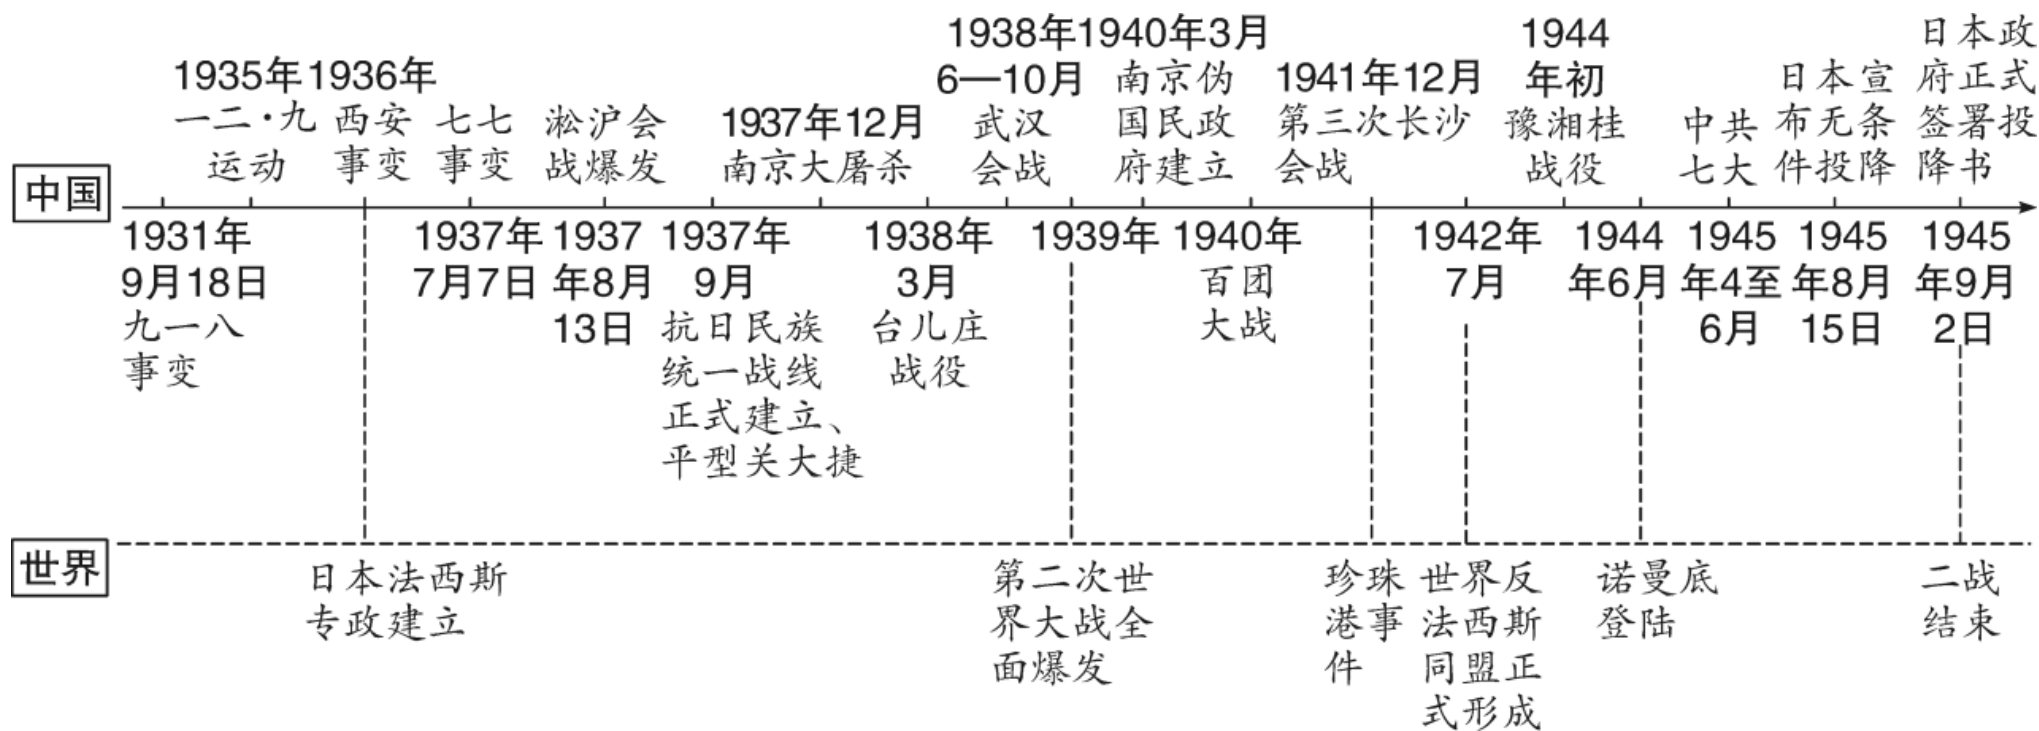 1938年1940年3月
1944
日本政
1935年1936年
6—10月
南京伪
1941年12月
年初
日本宣
府正式
一二·九
西安
七七
淞沪会
1937年12月
武汉
国民政
第三次长沙
豫湘桂
中共
布无条
签署投
运动
事变
事变
战爆发
南京大屠杀
会战
府建立
会战
战役
七大
件投降
降书
中国
1931年
1937年
1937
1937年
1938年
1939年
1940年
1942年
1944
1945
1945
1945
9月18日
7月7日
年8月
9月
3月
百团
7月
年6月
年4至
年8月
年9月
九一八
13日
抗日民族
台儿庄
大战
6月
15日
2日
事变
统一战线
战役
正式建立、
平型关大捷
世界
日本法西斯
第二次世
珍珠
世界反
诺曼底
二战
专政建立
界大战全
港事
法西斯
登陆
结束
面爆发
件
同盟正
式形成